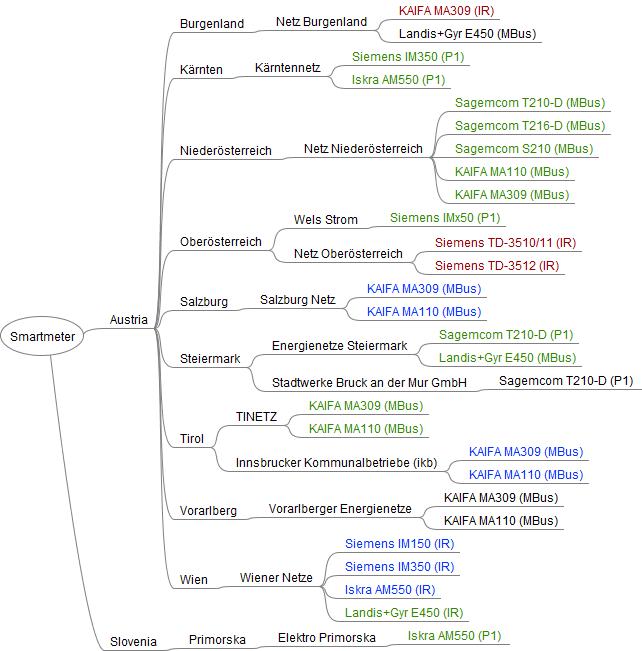 Smartmeter
Austria
Burgenland
Netz Burgenland
KAIFA MA309 (IR)
Landis+Gyr E450 (MBus)
Kärnten
Kärntennetz
Siemens IM350 (P1)
Iskra AM550 (P1)
Niederösterreich
Netz Niederösterreich
Sagemcom T210-D (MBus)
Sagemcom T216-D (MBus)
Sagemcom S210 (MBus)
KAIFA MA110 (MBus)
KAIFA MA309 (MBus)
Oberösterreich
Wels Strom
Siemens IMx50 (P1)
Netz Oberösterreich
Siemens TD-3510/11 (IR)
Siemens TD-3512 (IR)
Salzburg
Salzburg Netz
KAIFA MA309 (MBus)
KAIFA MA110 (MBus)
Steiermark
Energienetze Steiermark
Sagemcom T210-D (P1)
Landis+Gyr E450 (MBus)
Stadtwerke Bruck an der Mur GmbH
Sagemcom T210-D (P1)
Tirol
TINETZ
KAIFA MA309 (MBus)
KAIFA MA110 (MBus)
Innsbrucker Kommunalbetriebe (ikb)
KAIFA MA309 (MBus)
KAIFA MA110 (MBus)
Vorarlberg
Vorarlberger Energienetze
KAIFA MA309 (MBus)
KAIFA MA110 (MBus)
Wien
Wiener Netze
Siemens IM150 (IR)
Siemens IM350 (IR)
Iskra AM550 (IR)
Landis+Gyr E450 (IR)
Slovenia
Primorska
Elektro Primorska
Iskra AM550 (P1)